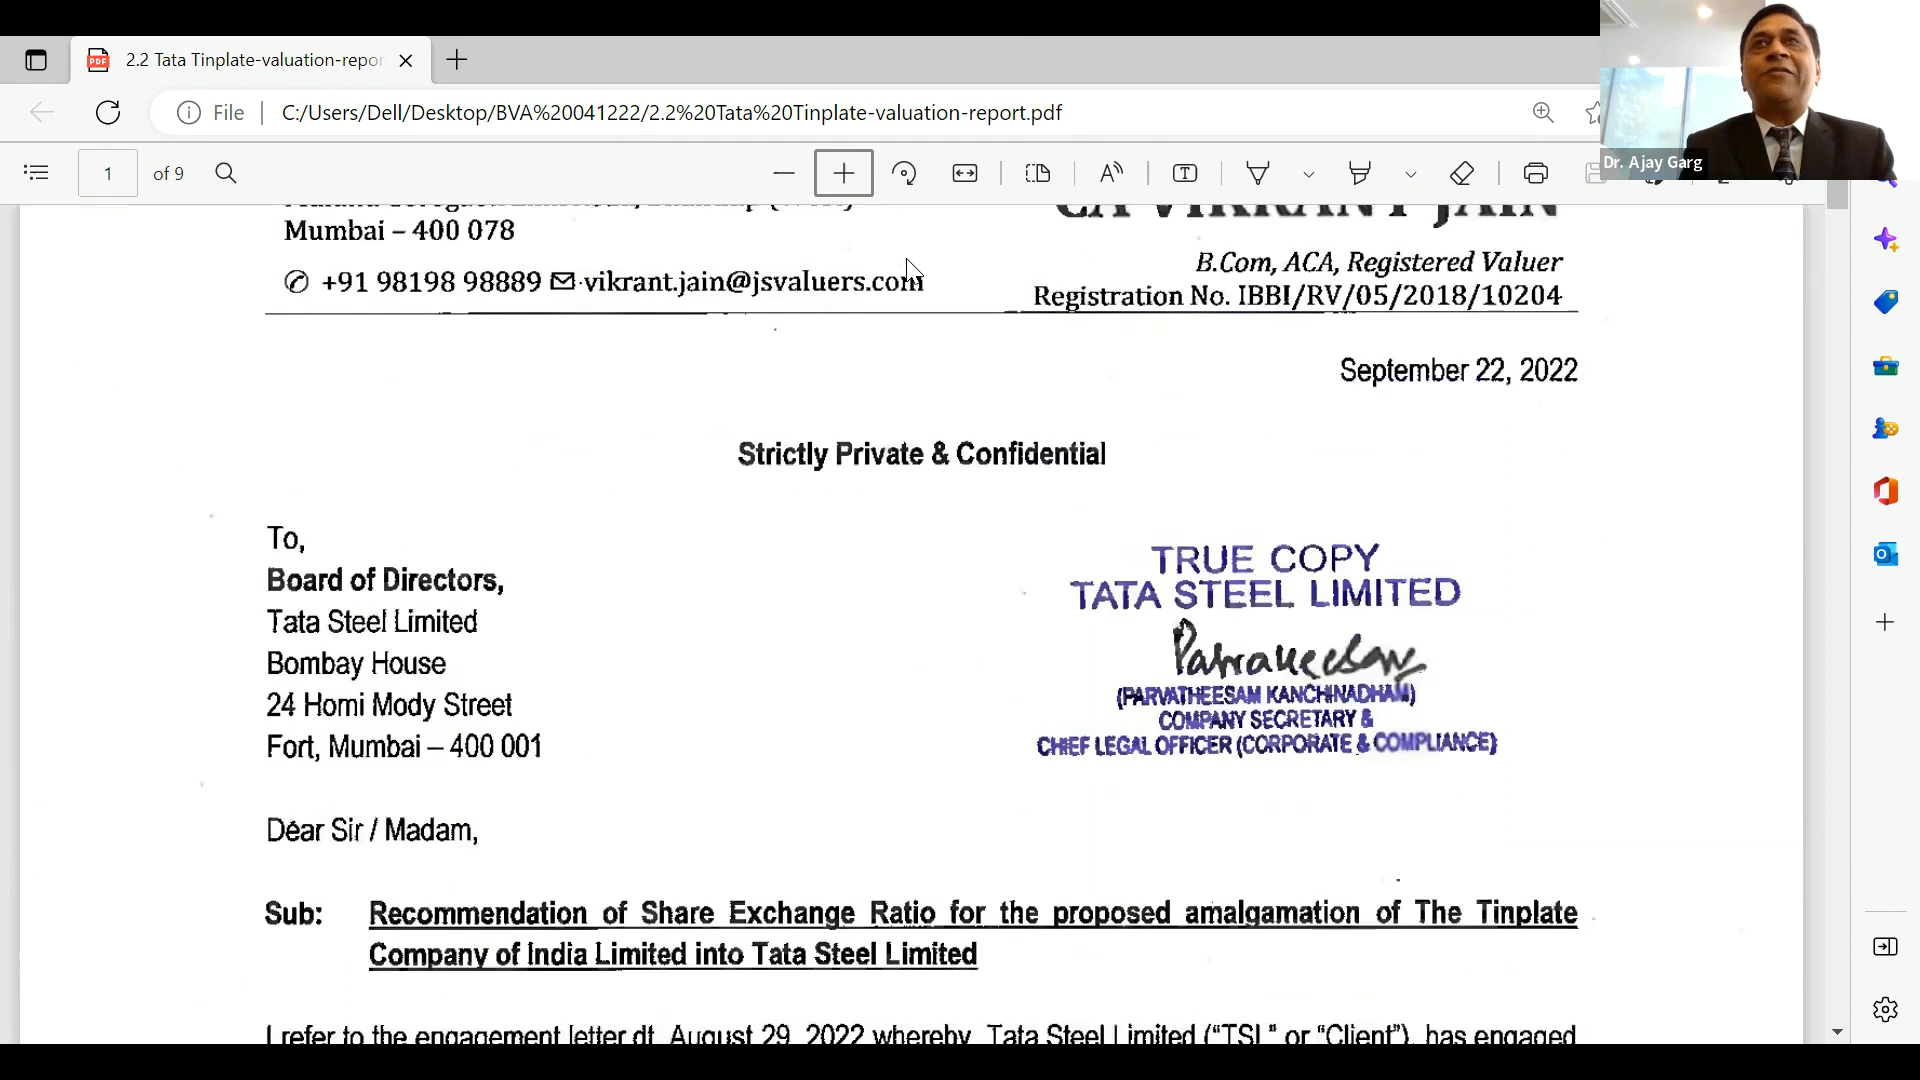 2.2 Tata Tinplate-valuation-repor
File
C:/Users/Dell/Desktop/BVA%20041222/2.2%20Tata%20Tinplate-valuation-report.pdf
Dr. Ajay Garg
1 of 9
CA VIKRANT JAIN
Mumbai – 400 078
B.Com, ACA, Registered Valuer
+91 98198 98889 vikrant.jain@jsvaluers.com
Registration No. IBBI/RV/05/2018/10204
September 22, 2022
Strictly Private & Confidential
To,
Board of Directors,
Tata Steel Limited
Bombay House
24 Homi Mody Street
Fort, Mumbai – 400 001
TRUE COPY
TATA STEEL LIMITED
(PARVATHEESAM KANCHINADHAM)
COMPANY SECRETARY &
CHIEF LEGAL OFFICER (CORPORATE & COMPLIANCE)
Dear Sir / Madam,
Sub: Recommendation of Share Exchange Ratio for the proposed amalgamation of The Tinplate
Company of India Limited into Tata Steel Limited
I refer to the engagement letter dt. August 29, 2022 whereby, Tata Steel Limited (“TSL” or “Client”), has engaged